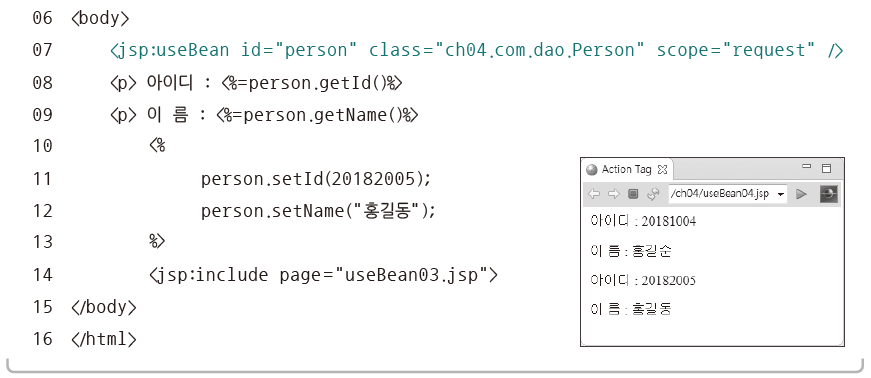 06 <body>
07 <jsp:useBean id="person" class="ch04.com.dao.Person" scope="request" />
08 <p> 아이디 : <%=person.getId()%>
09 <p> 이 름 : <%=person.getName()%>
10 <%
11 person.setId(20182005);
12 person.setName("홍길동");
13 %>
14 <jsp:include page="useBean03.jsp">
15 </body>
16 </html>
Action Tag
/ch04/useBean04.jsp
아이디 : 20181004
이 름 : 홍길순
아이디 : 20182005
이 름 : 홍길동